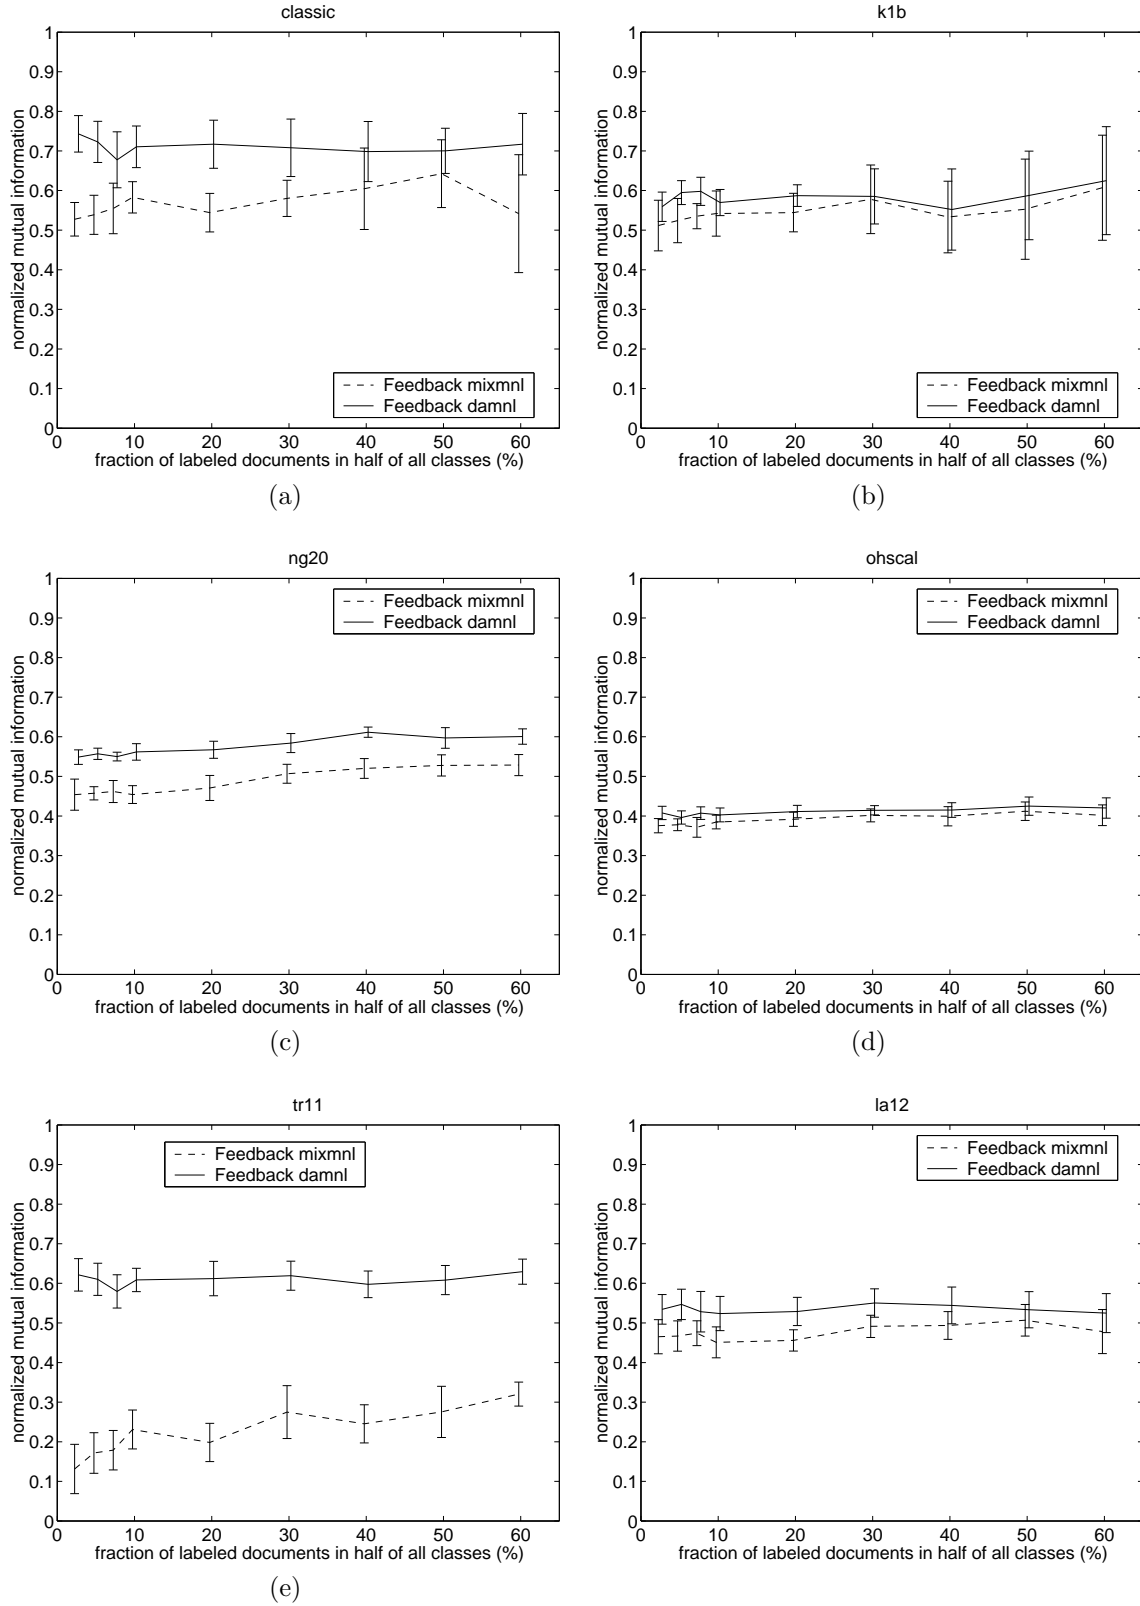 classic
1
0.9
0.8
0.7
0.6
0.5
0.4
0.3
0.2
0.1
0
normalized mutual information
Feedback mixmnl
Feedback damnl
0 10 20 30 40 50 60
fraction of labeled documents in half of all classes (%)
(a)
k1b
1
0.9
0.8
0.7
0.6
0.5
0.4
0.3
0.2
0.1
0
normalized mutual information
Feedback mixmnl
Feedback damnl
0 10 20 30 40 50 60
fraction of labeled documents in half of all classes (%)
(b)
ng20
1
0.9
0.8
0.7
0.6
0.5
0.4
0.3
0.2
0.1
0
normalized mutual information
Feedback mixmnl
Feedback damnl
0 10 20 30 40 50 60
fraction of labeled documents in half of all classes (%)
(c)
ohscal
1
0.9
0.8
0.7
0.6
0.5
0.4
0.3
0.2
0.1
0
normalized mutual information
Feedback mixmnl
Feedback damnl
0 10 20 30 40 50 60
fraction of labeled documents in half of all classes (%)
(d)
tr11
1
0.9
0.8
0.7
0.6
0.5
0.4
0.3
0.2
0.1
0
normalized mutual information
Feedback mixmnl
Feedback damnl
0 10 20 30 40 50 60
fraction of labeled documents in half of all classes (%)
(e)
la12
1
0.9
0.8
0.7
0.6
0.5
0.4
0.3
0.2
0.1
0
normalized mutual information
Feedback mixmnl
Feedback damnl
0 10 20 30 40 50 60
fraction of labeled documents in half of all classes (%)